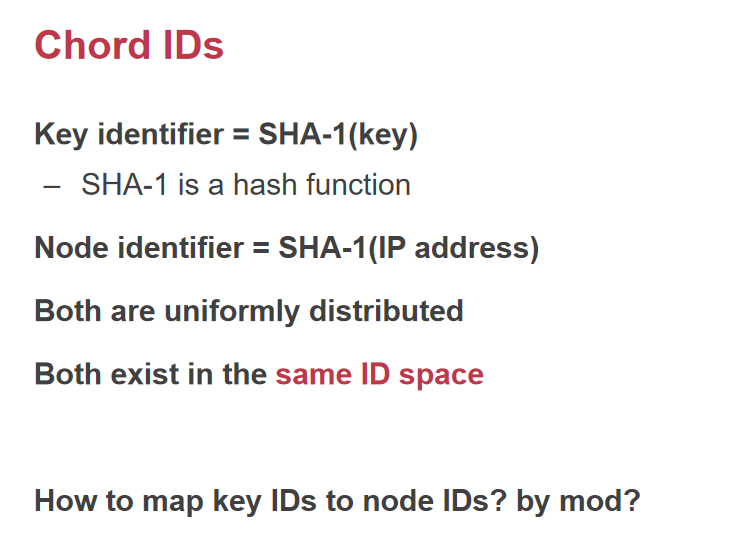 Chord IDs
Key identifier = SHA-1(key)
– SHA-1 is a hash function
Node identifier = SHA-1(IP address)
Both are uniformly distributed
Both exist in the same ID space
How to map key IDs to node IDs? by mod?